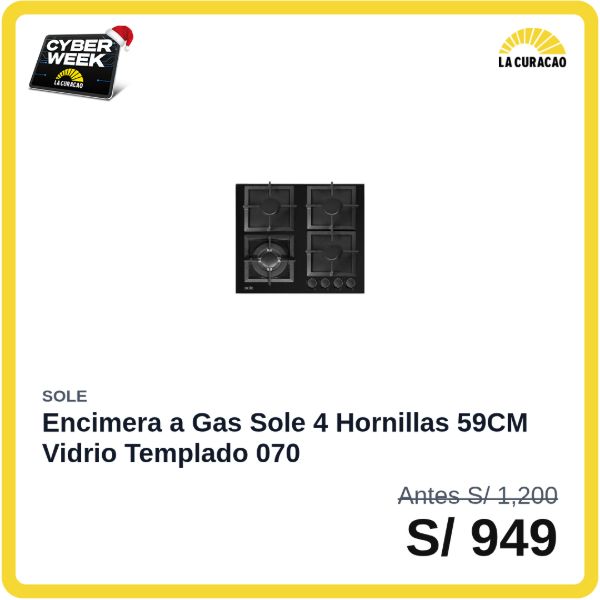 CYBER
WEEK
LA CURACAO
LA CURACAO
sole
SOLE
Encimera a Gas Sole 4 Hornillas 59CM
Vidrio Templado 070
Antes S/ 1,200
S/ 949